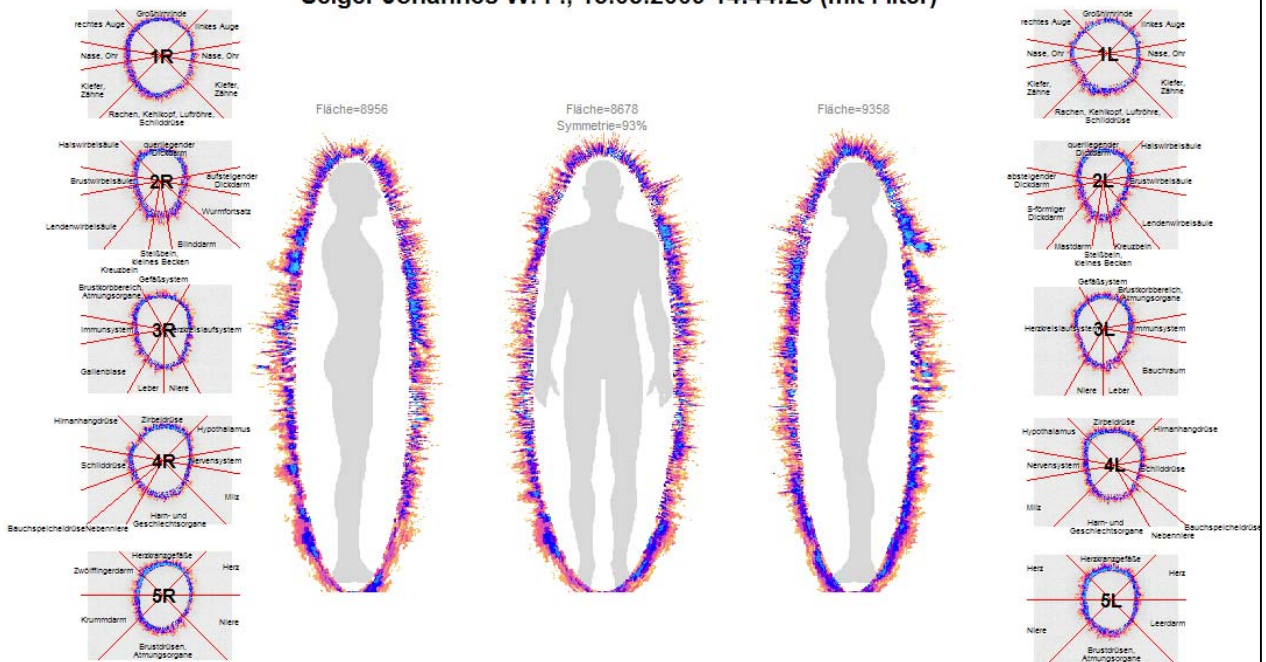 rechtes Auge
Großhirnrinde
linkes Auge
Nase, Ohr
1R
Nase, Ohr
Kiefer,
Zähne
Kiefer,
Zähne
Rachen, Kehlkopf, Luftröhre,
Schilddrüse
Halswirbelsäule
querliegender
Dickdarm
Brustwirbelsäule
2R
aufsteigender
Dickdarm
Wurmfortsatz
Lendenwirbelsäule
Blinddarm
Steißbein,
kleines Becken
Kreuzbein
Gefäßsystem
Brustkorbbereich,
Atmungsorgane
Immunsystem
3R
Herzkreislaufsystem
Gallenblase
Leber
Niere
Hirnanhangdrüse
Zirbeldrüse
Hypothalamus
Schilddrüse
4R
Nervensystem
Milz
Harn- und
Geschlechtsorgane
Bauchspeicheldrüse
Nebenniere
Herzkranzgefäße
Zwölffingerdarm
Herz
5R
Krummdarm
Niere
Brustdrüsen,
Atmungsorgane
Fläche=8956
Fläche=8678
Symmetrie=93%
Fläche=9358
rechtes Auge
Großhirnrinde
linkes Auge
Nase, Ohr
1L
Nase, Ohr
Kiefer,
Zähne
Kiefer,
Zähne
Rachen, Kehlkopf, Luftröhre,
Schilddrüse
querliegender
Dickdarm
Halswirbelsäule
absteigender
Dickdarm
2L
Brustwirbelsäule
S-förmiger
Dickdarm
Lendenwirbelsäule
Mastdarm
Kreuzbein
Steißbein,
kleines Becken
Gefäßsystem
Brustkorbbereich,
Atmungsorgane
Herzkreislaufsystem
3L
Immunsystem
Bauchraum
Niere
Leber
Zirbeldrüse
Hypothalamus
Hirnanhangdrüse
Nervensystem
4L
Schilddrüse
Milz
Harn- und
Geschlechtsorgane
Bauchspeicheldrüse
Nebenniere
Herzkranzgefäße
Herz
Herz
5L
Niere
Leerdarm
Brustdrüsen,
Atmungsorgane